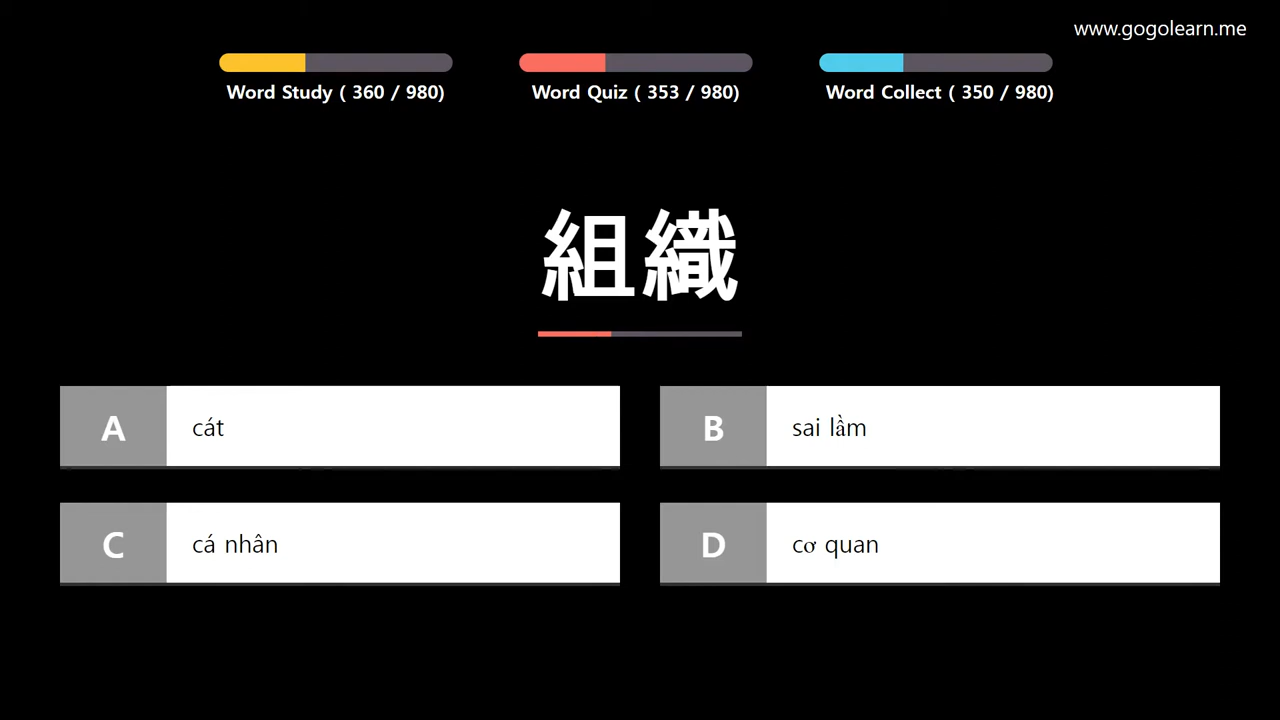 www.gogolearn.me
Word Study ( 360 / 980)
Word Quiz ( 353 / 980)
Word Collect ( 350 / 980)
組織
A cát
B sai lầm
C cá nhân
D cơ quan